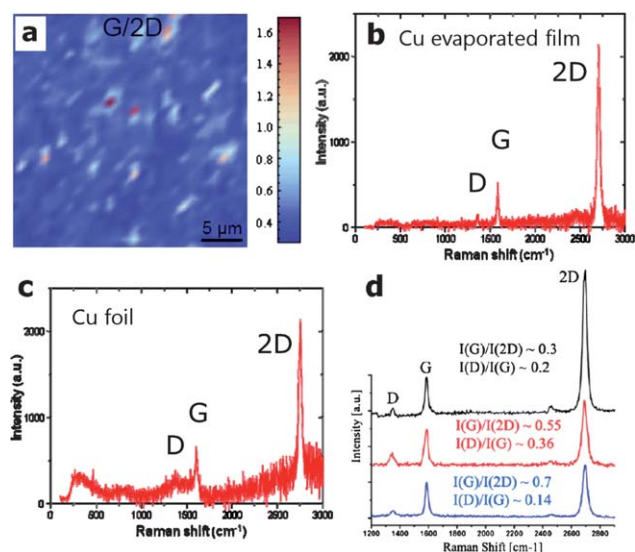 a
G/2D
1.6
1.4
1.2
1.0
0.8
0.6
0.4
5 µm
b
Cu evaporated film
2D
G
D
Intensity (a.u.)
2000
1000
0
0 500 1000 1500 2000 2500 3000
Raman shift (cm-1)
c
Cu foil
2D
G
D
Intensity (a.u.)
2000
1000
0
0 500 1000 1500 2000 2500 3000
Raman shift(cm-1)
d
2D
I(G)/I(2D) ~ 0.3
I(D)/I(G) ~ 0.2
G
D
I(G)/I(2D) ~ 0.55
I(D)/I(G) ~ 0.36
I(G)/I(2D) ~ 0.7
I(D)/I(G) ~ 0.14
Intensity [a.u.]
1200 1400 1600 1800 2000 2200 2400 2600 2800
Raman Shift [cm-1]